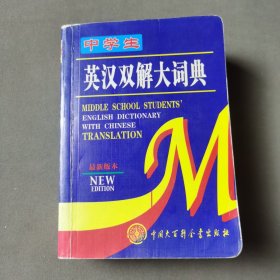 中学生
英汉双解大词典
MIDDLE SCHOOL STUDENTS'
ENGLISH DICTIONARY
WITH CHINESE
TRANSLATION
M
最新版本
NEW
EDITION
中国大百科全书出版社